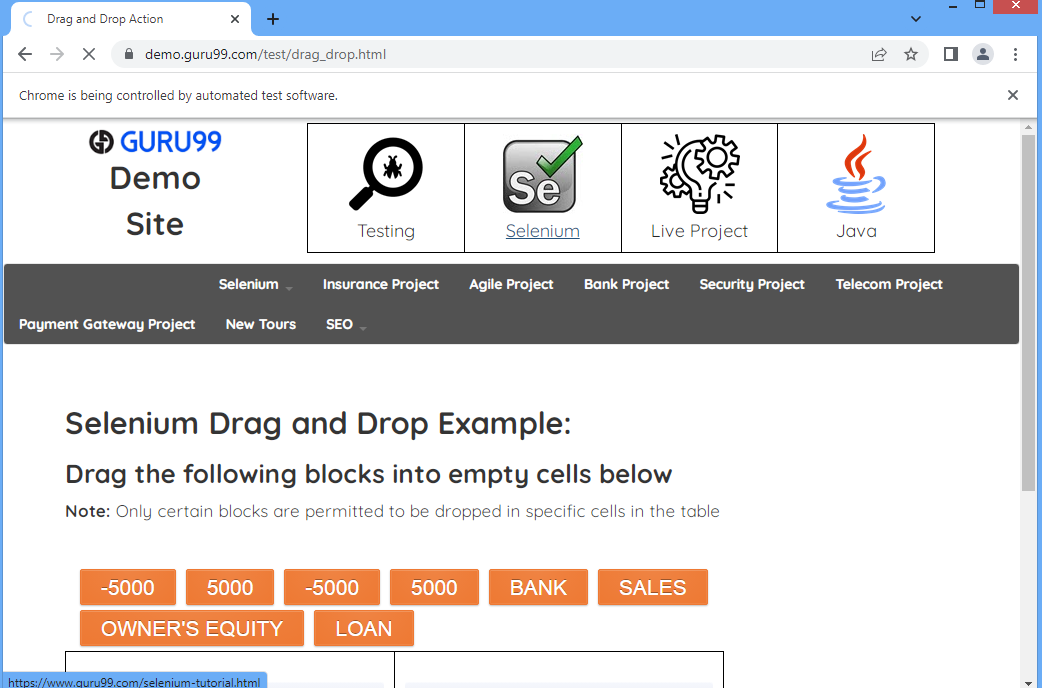 Drag and Drop Action
demo.guru99.com/test/drag_drop.html
Chrome is being controlled by automated test software.
GURU99
Demo
Site
Se
Testing
Selenium
Live Project
Java
Selenium
Insurance Project
Agile Project
Bank Project
Security Project
Telecom Project
Payment Gateway Project
New Tours
SEO
Selenium Drag and Drop Example:
Drag the following blocks into empty cells below
Note: Only certain blocks are permitted to be dropped in specific cells in the table
-5000
5000
-5000
5000
BANK
SALES
OWNER'S EQUITY
LOAN
https://www.guru99.com/selenium-tutorial.html